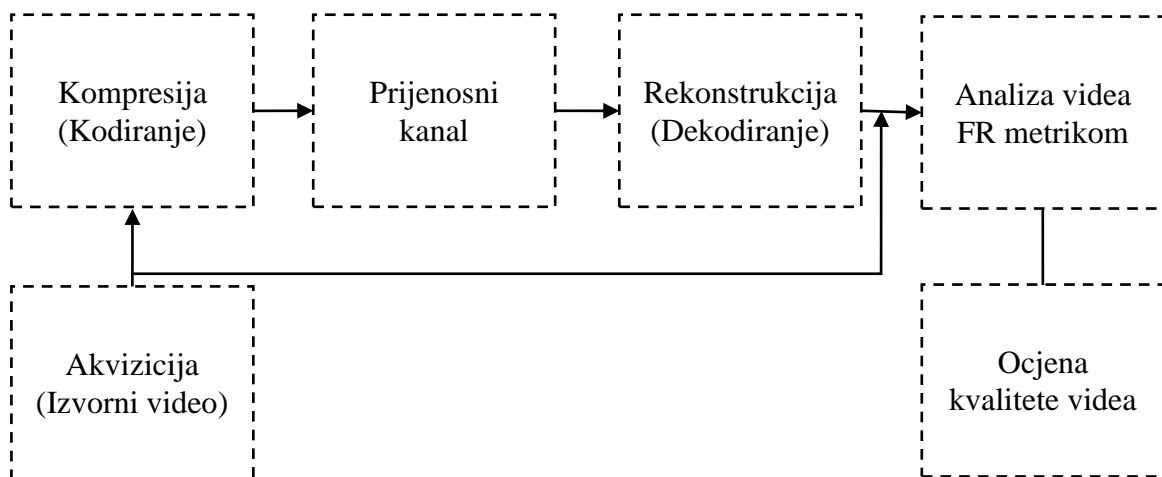 Kompresija
(Kodiranje)
Prijenosni
kanal
Rekonstrukcija
(Dekodiranje)
Analiza videa
FR metrikom
Akvizicija
(Izvorni video)
Ocjena
kvalitete videa